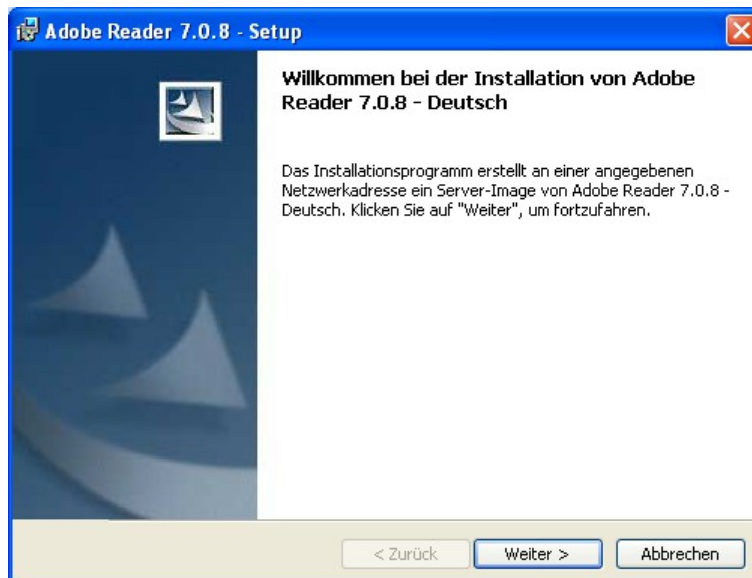 Adobe Reader 7.0.8 - Setup
Willkommen bei der Installation von Adobe
Reader 7.0.8 - Deutsch
Das Installationsprogramm erstellt an einer angegebenen
Netzwerkadresse ein Server-Image von Adobe Reader 7.0.8 -
Deutsch. Klicken Sie auf "Weiter", um fortzufahren.
< Zurück
Weiter >
Abbrechen